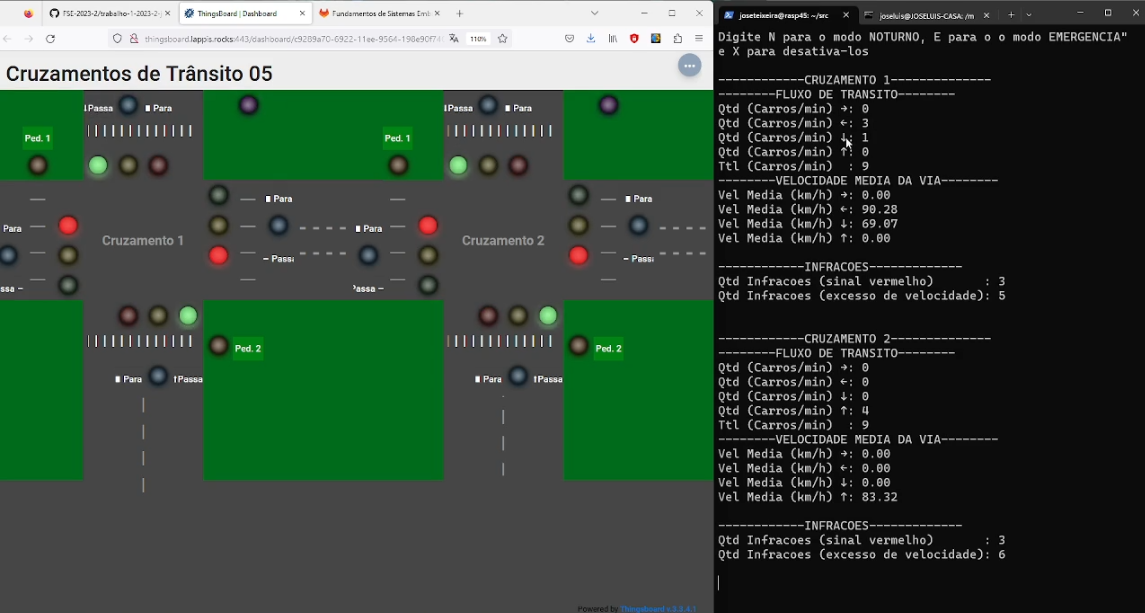 FSE-2023-2/trabalho-1-2023-2-j
ThingsBoard | Dashboard
Fundamentos de Sistemas Emb
thingsboard.lappis.rocks:443/dashboard/c9289a70-6922-11ee-9564-198e90f74
110%
Cruzamentos de Trânsito 05
↓Passa
Para
↓Passa
Para
Ped. 1
Ped. 1
Para
Para
Para
Para
Cruzamento 1
Cruzamento 2
– Passa
– Passa
ssa –
Passa –
Ped. 2
Ped. 2
Para
↑Passa
Para
↑Passa
Powered by Thingsboard v.3.3.4.1
joseteixeira@rasp45: ~/src
joseluis@JOSELUIS-CASA: /m
Digite N para o modo NOTURNO, E para o o modo EMERGENCIA"
e X para desativa-los
------------CRUZAMENTO 1--------------
--------FLUXO DE TRANSITO--------
Qtd (Carros/min) →: 0
Qtd (Carros/min) ←: 3
Qtd (Carros/min) ↓: 1
Qtd (Carros/min) ↑: 0
Ttl (Carros/min)  : 9
--------VELOCIDADE MEDIA DA VIA--------
Vel Media (km/h) →: 0.00
Vel Media (km/h) ←: 90.28
Vel Media (km/h) ↓: 69.07
Vel Media (km/h) ↑: 0.00
------------INFRACOES-------------
Qtd Infracoes (sinal vermelho)       : 3
Qtd Infracoes (excesso de velocidade): 5
------------CRUZAMENTO 2--------------
--------FLUXO DE TRANSITO--------
Qtd (Carros/min) →: 0
Qtd (Carros/min) ←: 0
Qtd (Carros/min) ↓: 0
Qtd (Carros/min) ↑: 4
Ttl (Carros/min)  : 9
--------VELOCIDADE MEDIA DA VIA--------
Vel Media (km/h) →: 0.00
Vel Media (km/h) ←: 0.00
Vel Media (km/h) ↓: 0.00
Vel Media (km/h) ↑: 83.32
------------INFRACOES-------------
Qtd Infracoes (sinal vermelho)       : 3
Qtd Infracoes (excesso de velocidade): 6